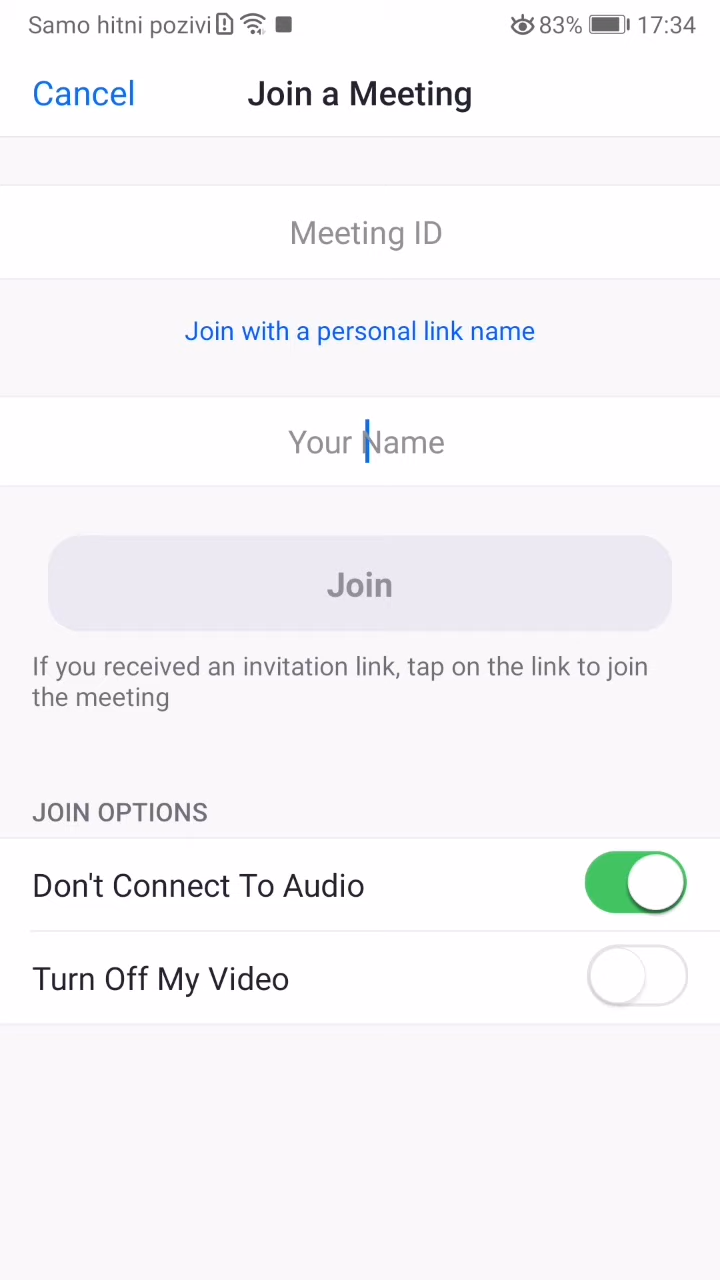 Samo hitni pozivi 83% 17:34
Cancel Join a Meeting
Meeting ID
Join with a personal link name
Your Name
Join
If you received an invitation link, tap on the link to join
the meeting
JOIN OPTIONS
Don't Connect To Audio
Turn Off My Video